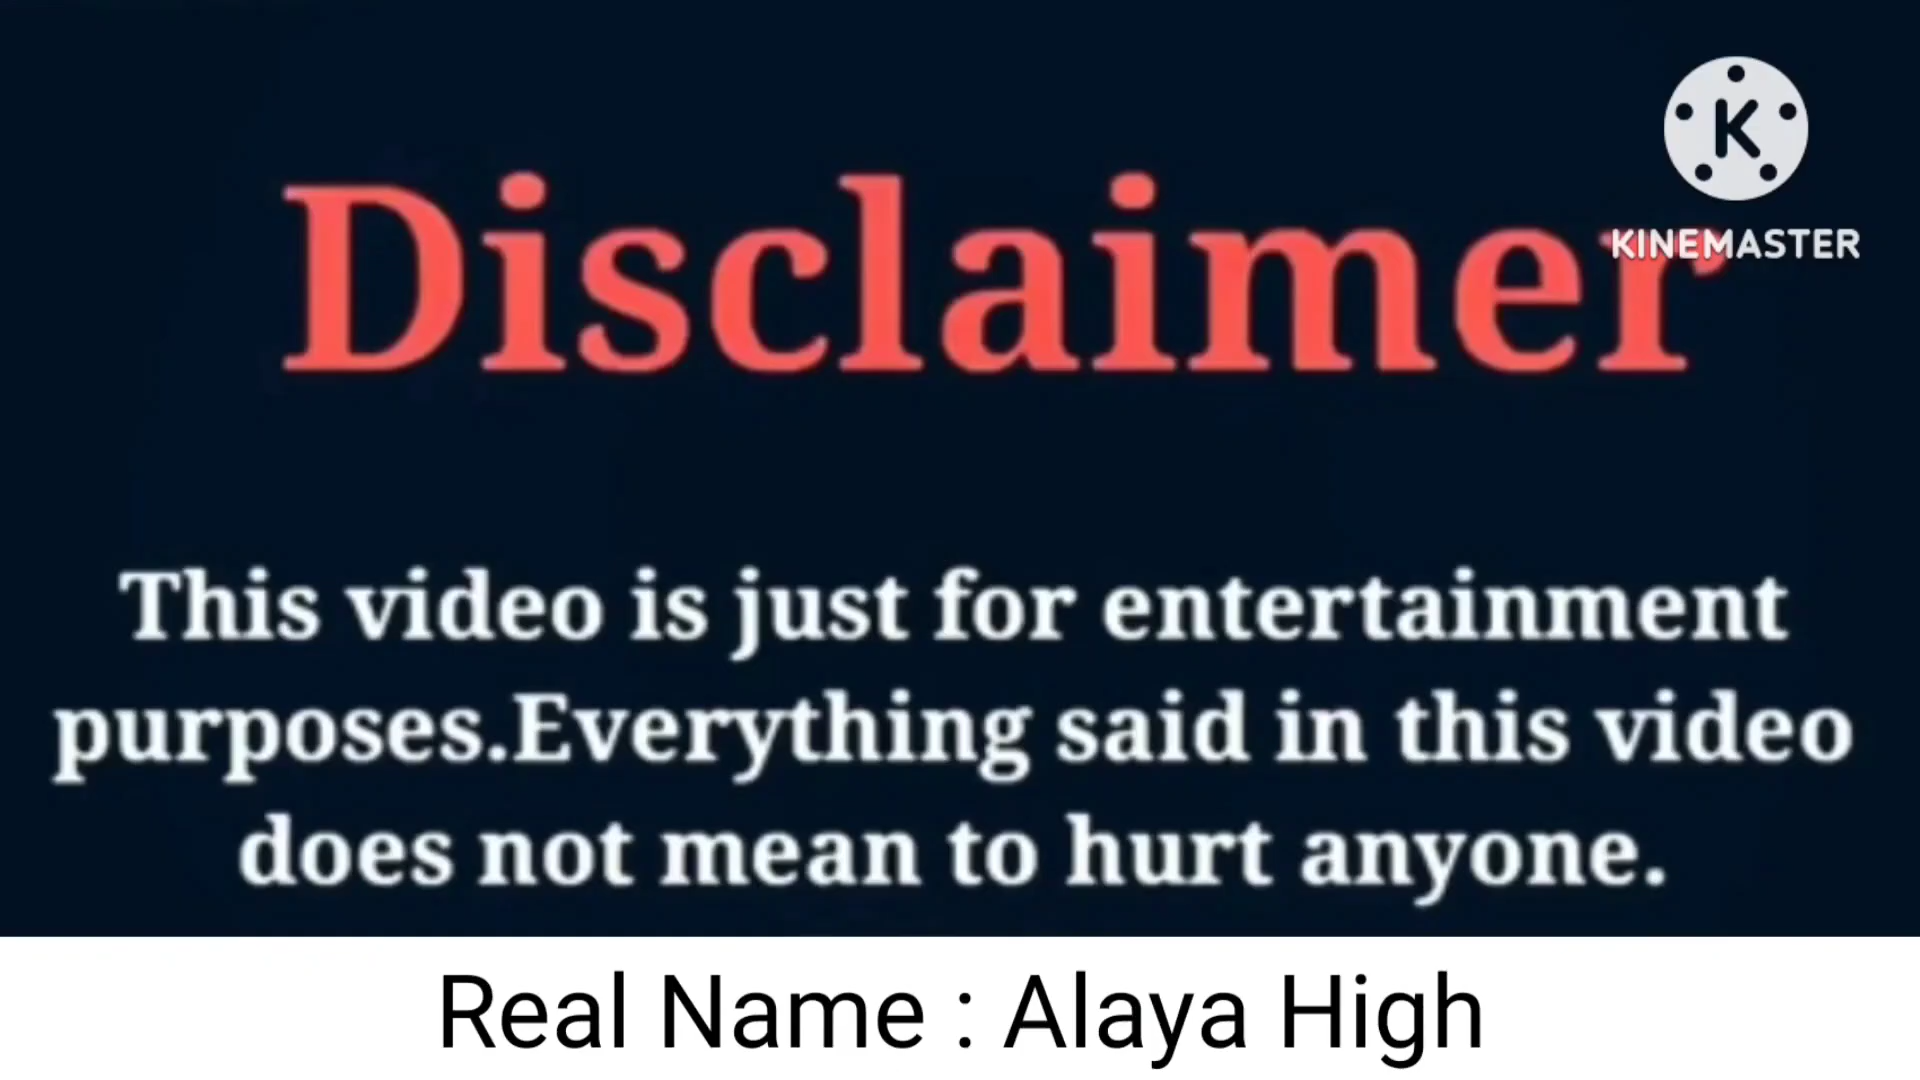 K
KINEMASTER
Disclaimer
This video is just for entertainment
purposes.Everything said in this video
does not mean to hurt anyone.
Real Name : Alaya High